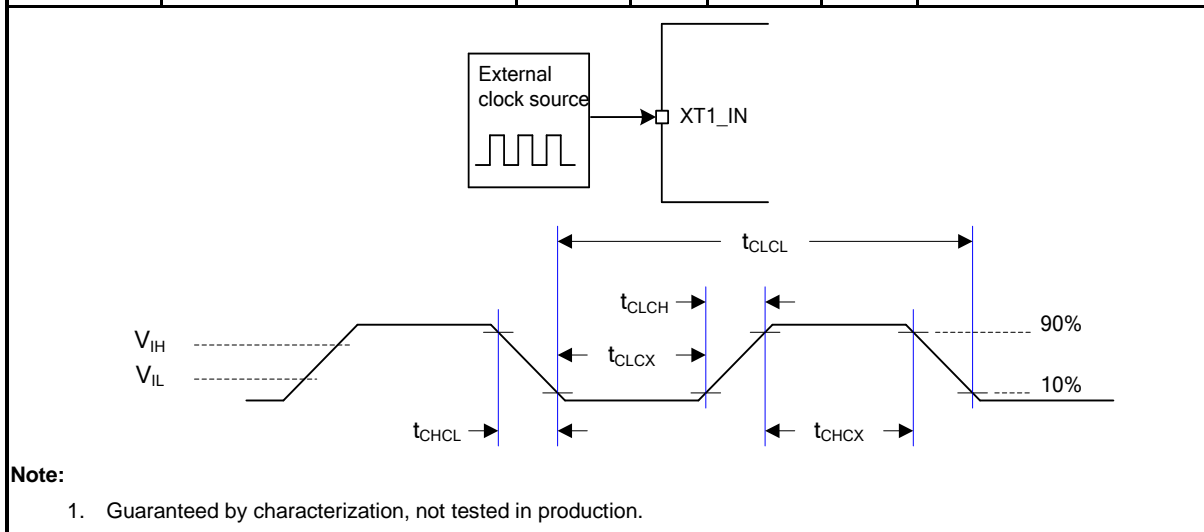 External
clock source
XT1_IN
tCLCL
tCLCH
90%
VIH
tCLCX
VIL
10%
tCHCL
tCHCX
Note:
1. Guaranteed by characterization, not tested in production.